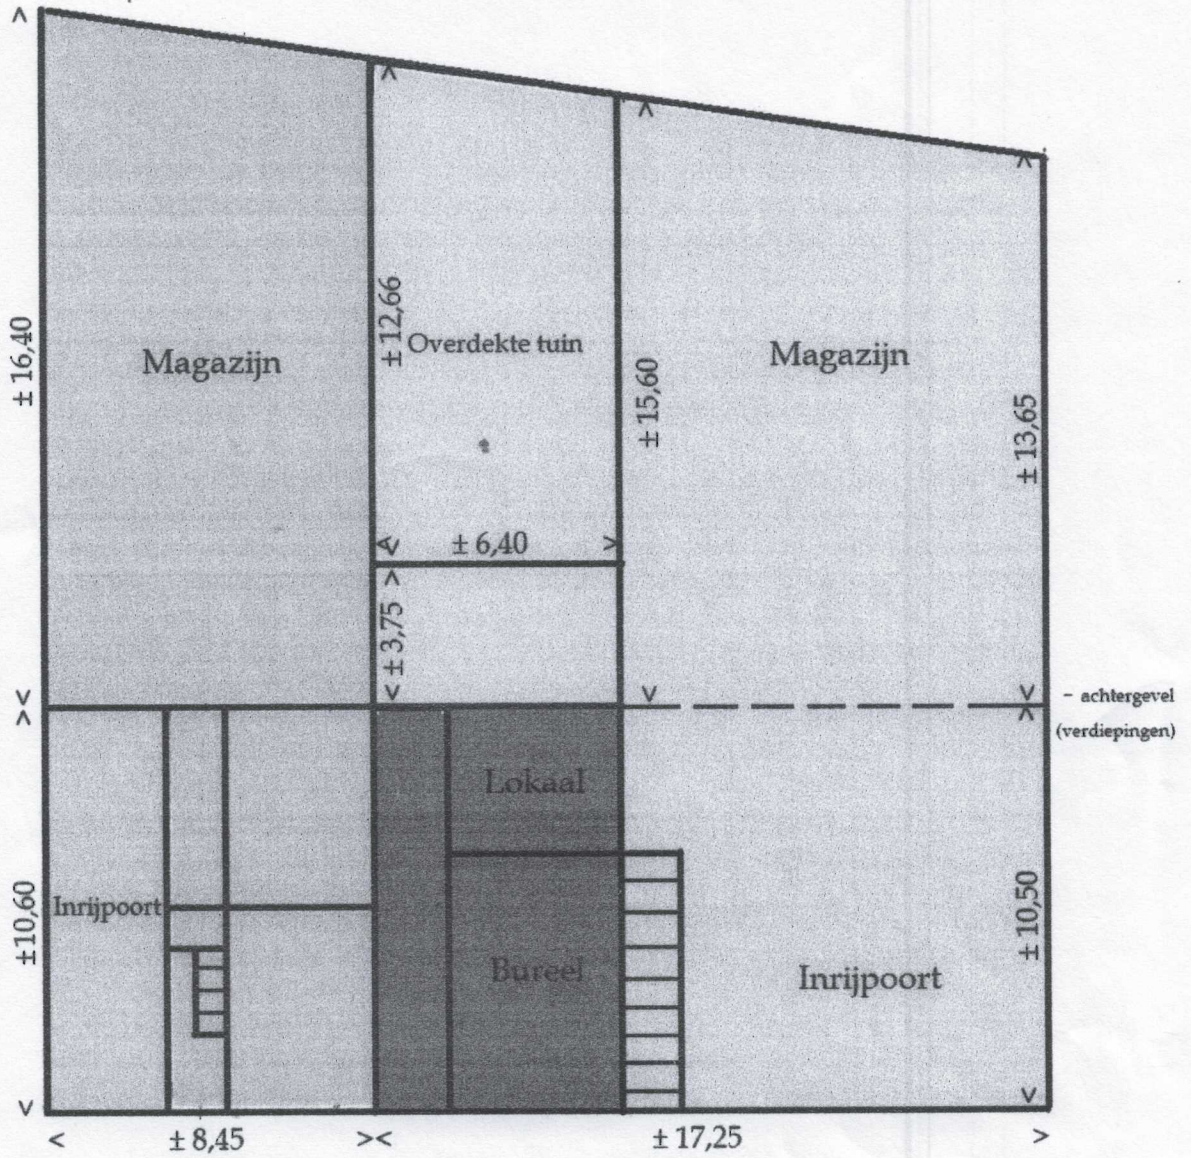 ± 16,40
Magazijn
± 12,66
Overdekte tuin
± 15,60
Magazijn
± 13,65
± 6,40
± 3,75
- achtergevel
(verdiepingen)
±10,60
Inrijpoort
Lokaal
Bureel
Inrijpoort
± 10,50
± 8,45
± 17,25